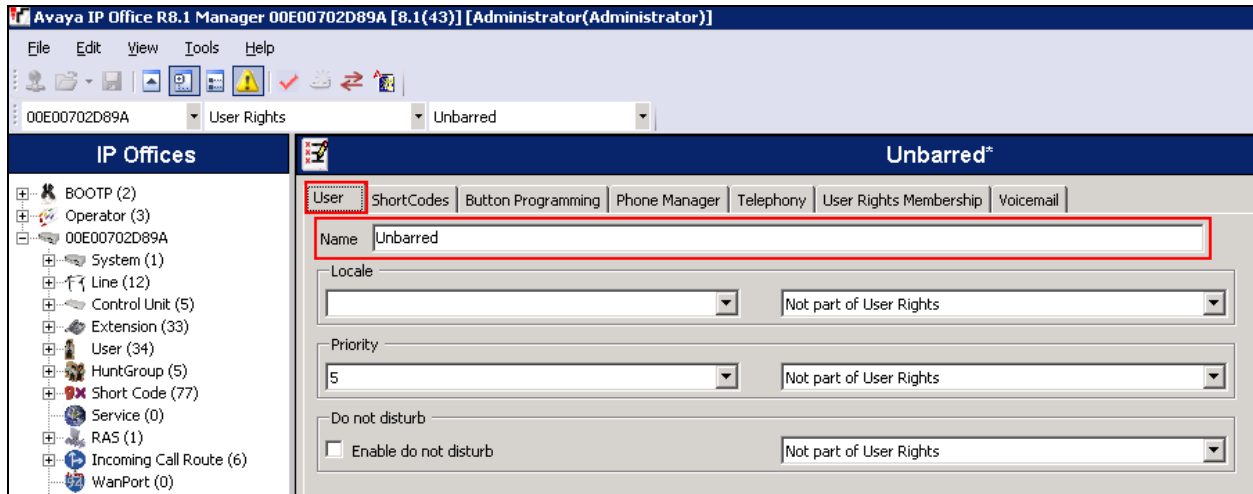 Avaya IP Office R8.1 Manager 00E00702D89A [8.1(43)] [Administrator(Administrator)]
File Edit View Tools Help
00E00702D89A User Rights Unbarred
IP Offices
BOOTP (2)
Operator (3)
00E00702D89A
System (1)
Line (12)
Control Unit (5)
Extension (33)
User (34)
HuntGroup (5)
Short Code (77)
Service (0)
RAS (1)
Incoming Call Route (6)
WanPort (0)
Unbarred*
User ShortCodes Button Programming Phone Manager Telephony User Rights Membership Voicemail
Name Unbarred
Locale
Not part of User Rights
Priority
5 Not part of User Rights
Do not disturb
Enable do not disturb Not part of User Rights